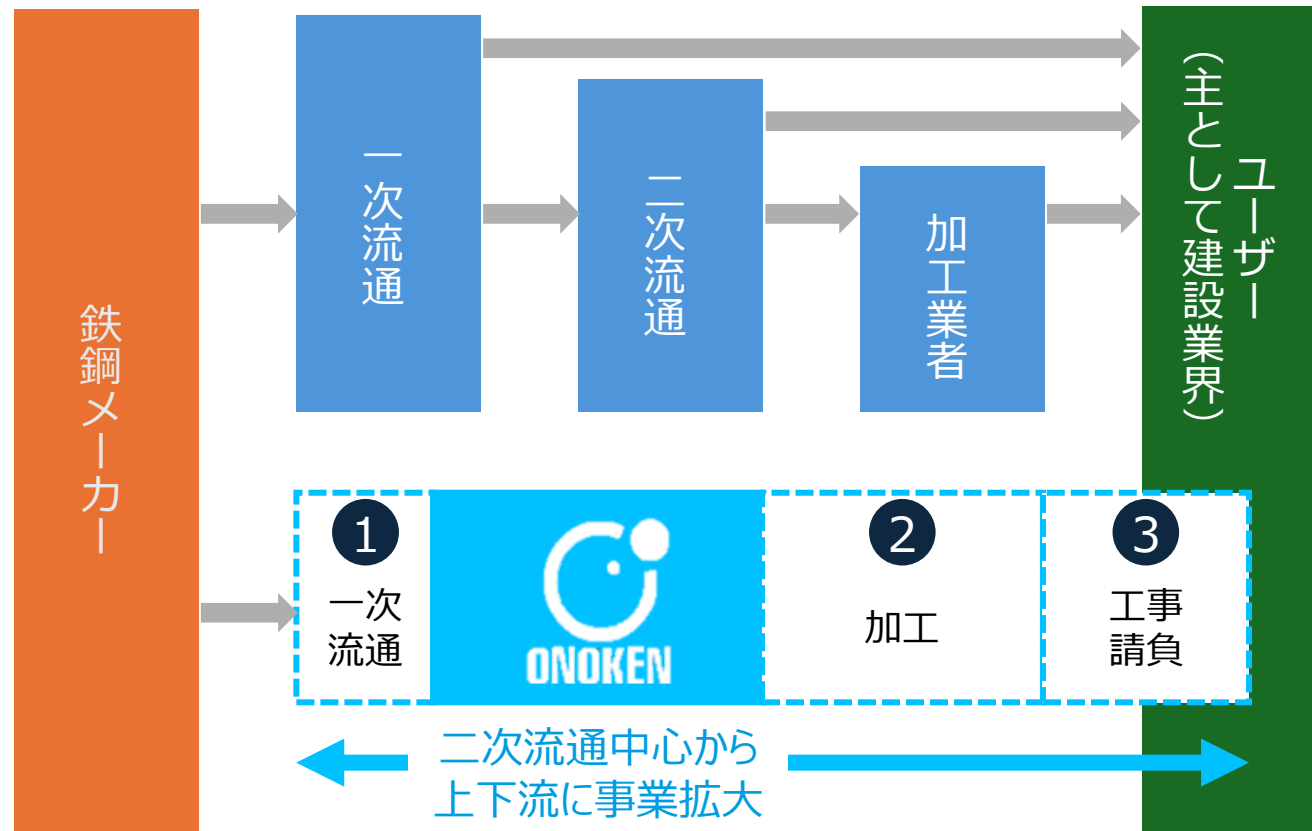 鉄鋼メーカー
一次流通
二次流通
加工業者
ユーザー
（主として建設業界）
1
一次
流通
ONOKEN
2
加工
3
工事
請負
二次流通中心から
上下流に事業拡大